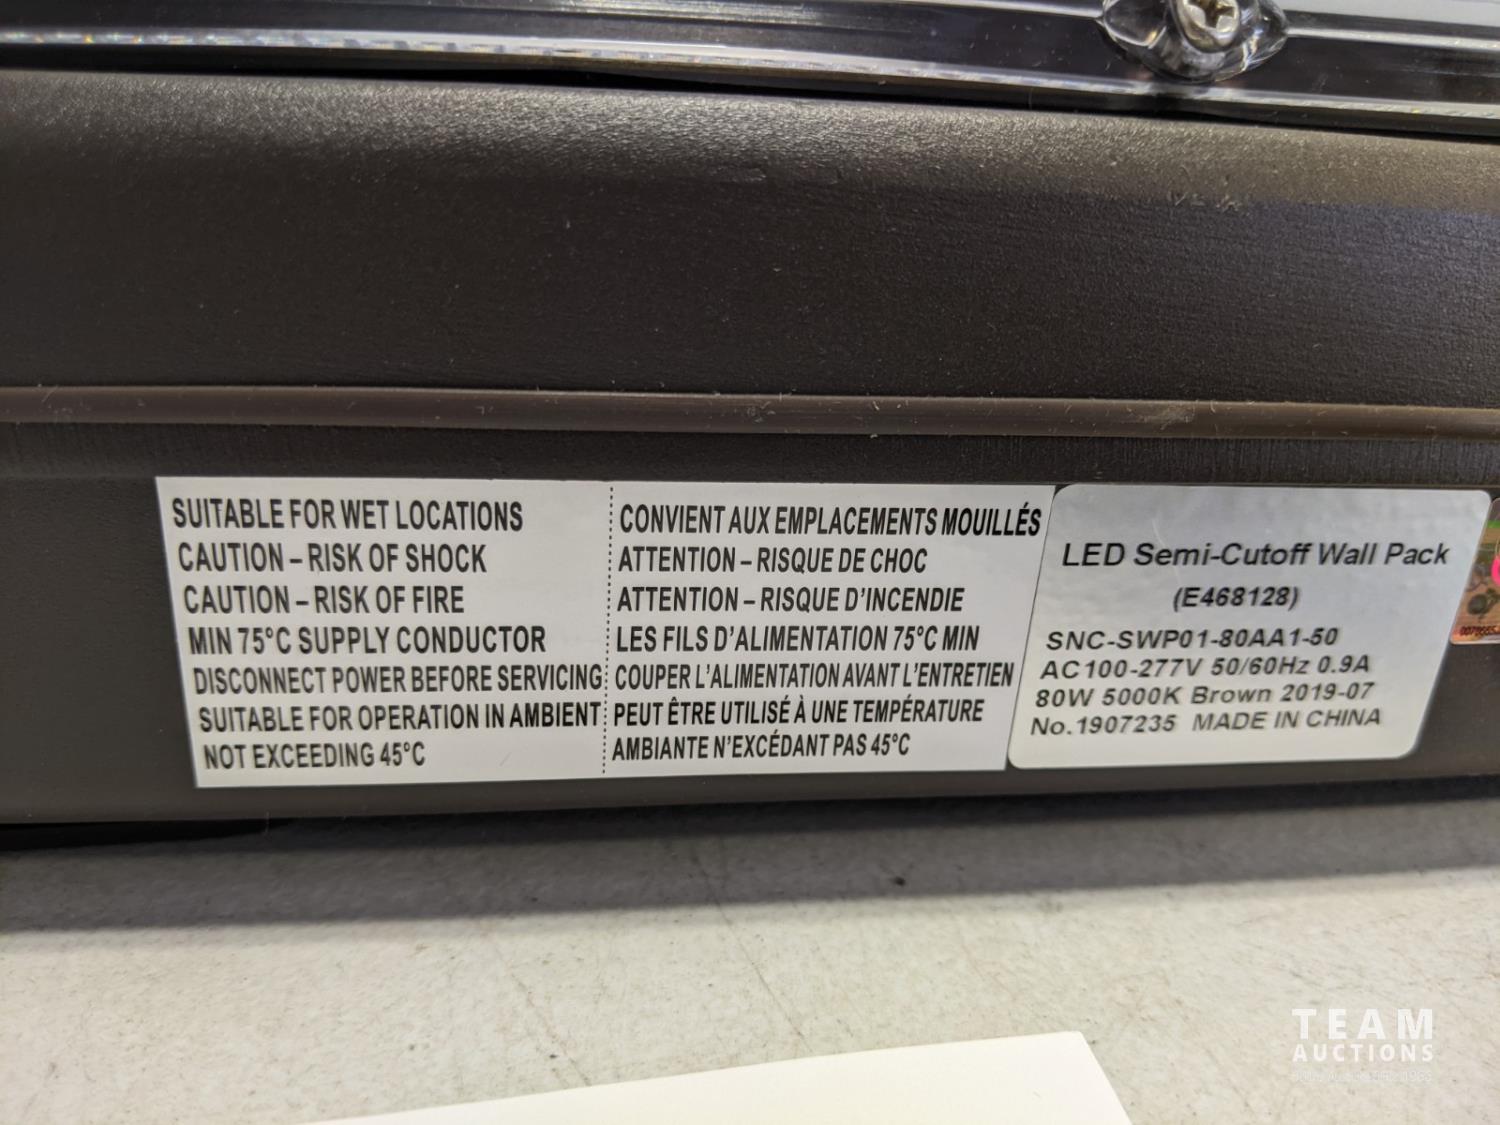 SUITABLE FOR WET LOCATIONS
CAUTION – RISK OF SHOCK
CAUTION – RISK OF FIRE
MIN 75°C SUPPLY CONDUCTOR
DISCONNECT POWER BEFORE SERVICING
SUITABLE FOR OPERATION IN AMBIENT
NOT EXCEEDING 45°C
CONVIENT AUX EMPLACEMENTS MOUILLÉS
ATTENTION – RISQUE DE CHOC
ATTENTION – RISQUE D'INCENDIE
LES FILS D'ALIMENTATION 75°C MIN
COUPER L'ALIMENTATION AVANT L'ENTRETIEN
PEUT ÊTRE UTILISÉ À UNE TEMPÉRATURE
AMBIANTE N'EXCÉDANT PAS 45°C
LED Semi-Cutoff Wall Pack
(E468128)
SNC-SWP01-80AA1-50
AC100-277V 50/60Hz 0.9A
80W 5000K Brown 2019-07
No.1907235 MADE IN CHINA
TEAM
AUCTIONS